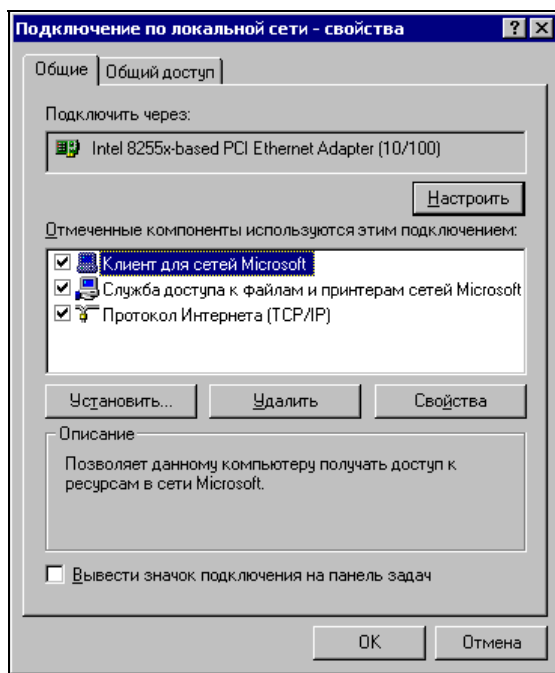 Подключение по локальной сети - свойства
Общие Общий доступ
Подключить через:
Intel 8255x-based PCI Ethernet Adapter (10/100)
Настроить
Отмеченные компоненты используются этим подключением:
Клиент для сетей Microsoft
Служба доступа к файлам и принтерам сетей Microsoft
Протокол Интернета (TCP/IP)
Установить... Удалить Свойства
Описание
Позволяет данному компьютеру получать доступ к
ресурсам в сети Microsoft.
Вывести значок подключения на панель задач
OK Отмена